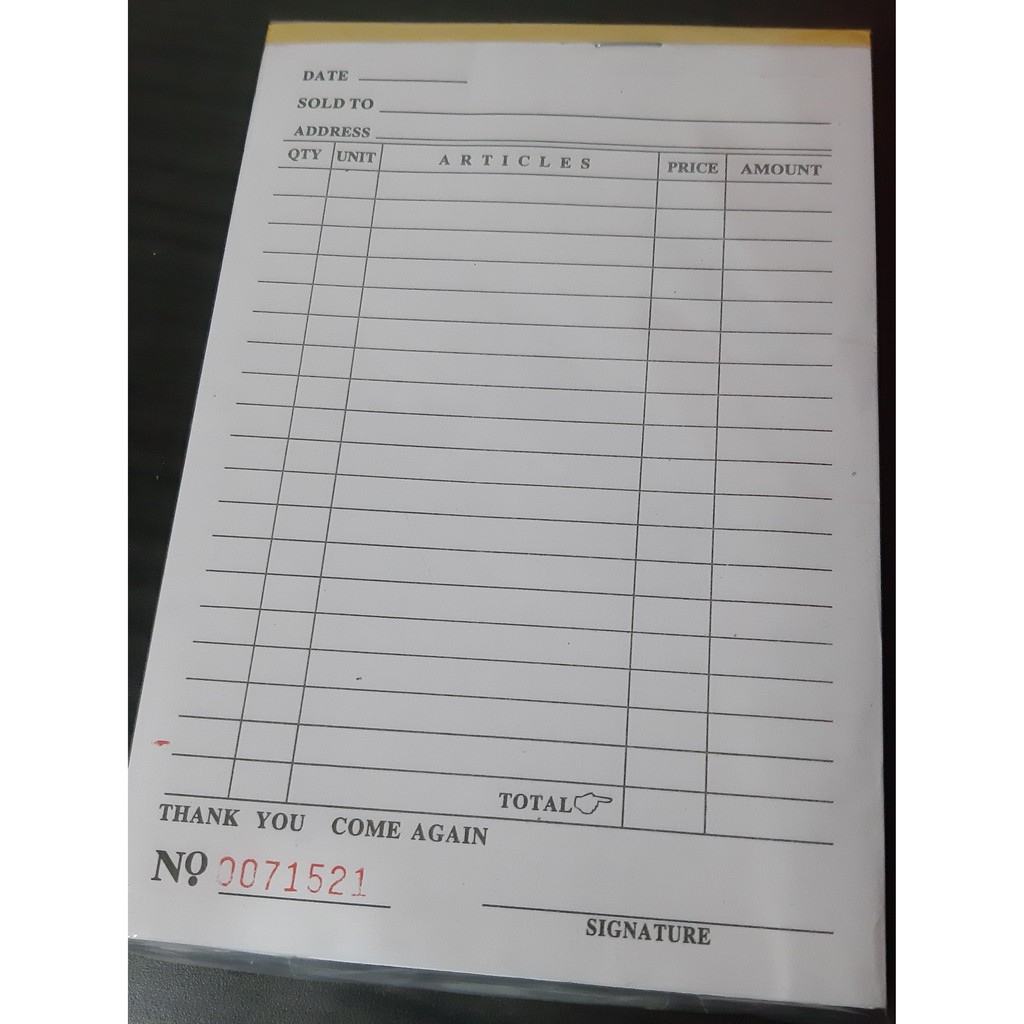 DATE
SOLD TO
ADDRESS
QTY UNIT ARTICLES PRICE AMOUNT
TOTAL
THANK YOU COME AGAIN
Nº 0071521
SIGNATURE